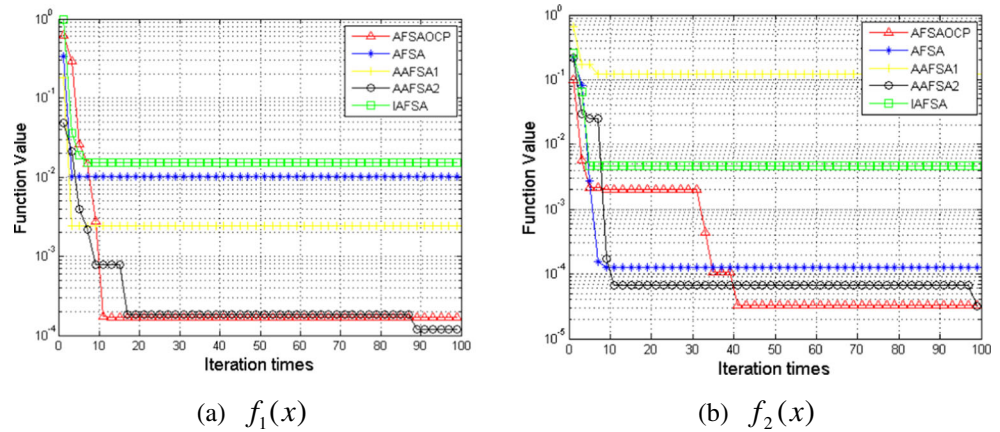 10^0
10^-1
10^-2
10^-3
10^-4
Function Value
0 10 20 30 40 50 60 70 80 90 100
Iteration times
AFSAOCP
AFSA
AAFSA1
AAFSA2
IAFSA
(a) f_1(x)
10^0
10^-1
10^-2
10^-3
10^-4
10^-5
Function Value
0 10 20 30 40 50 60 70 80 90 100
Iteration times
AFSAOCP
AFSA
AAFSA1
AAFSA2
IAFSA
(b) f_2(x)